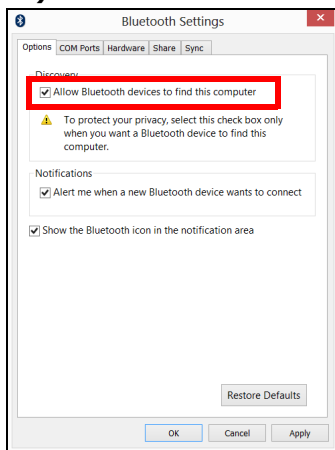 Bluetooth Settings
Options COM Ports Hardware Share Sync
Discovery
Allow Bluetooth devices to find this computer
To protect your privacy, select this check box only
when you want a Bluetooth device to find this
computer.
Notifications
Alert me when a new Bluetooth device wants to connect
Show the Bluetooth icon in the notification area
Restore Defaults
OK Cancel Apply